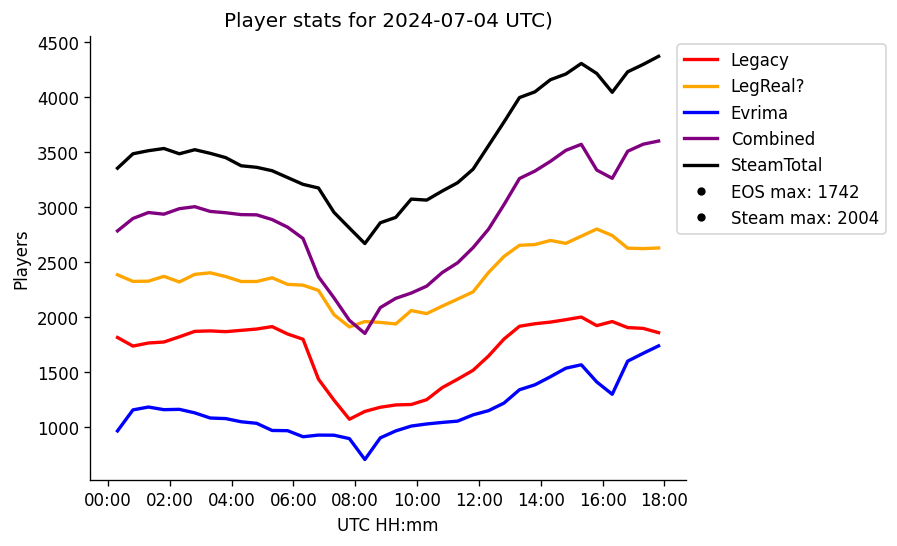 Player stats for 2024-07-04 UTC)
4500
4000
3500
3000
2500
2000
1500
1000
Players
00:00 02:00 04:00 06:00 08:00 10:00 12:00 14:00 16:00 18:00
UTC HH:mm
Legacy
LegReal?
Evrima
Combined
SteamTotal
EOS max: 1742
Steam max: 2004